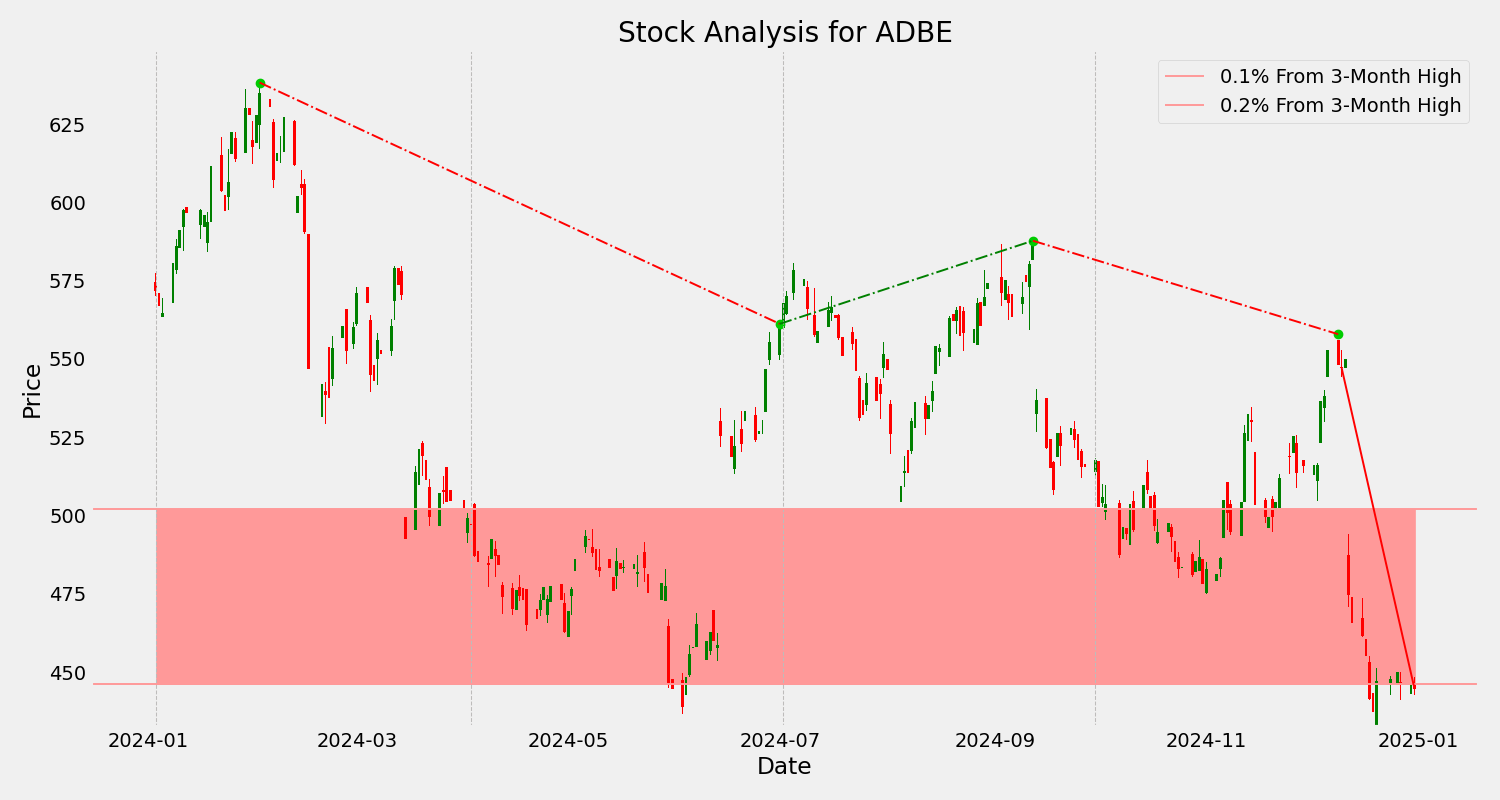 Stock Analysis for ADBE
0.1% From 3-Month High
0.2% From 3-Month High
625
600
575
550
525
500
475
450
Price
2024-01 2024-03 2024-05 2024-07 2024-09 2024-11 2025-01
Date